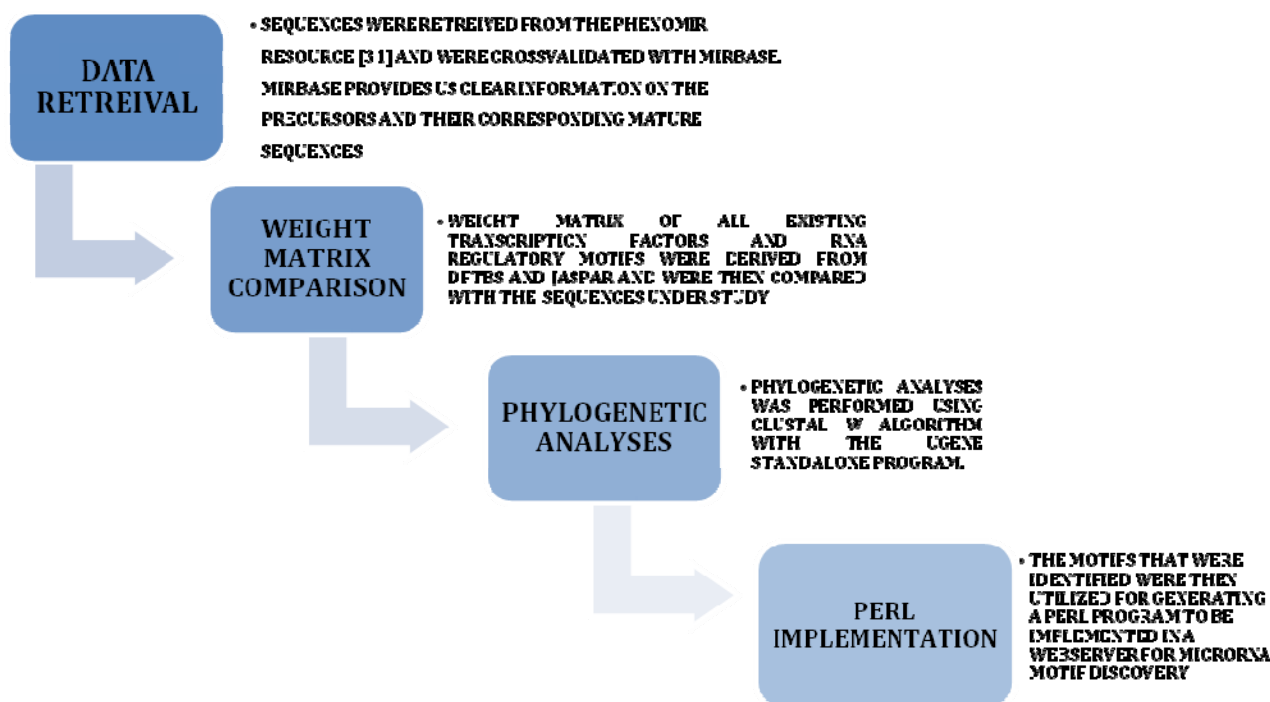 DATA
RETREIVAL
• SEQUENCES WERE RETREIVED FROM THE PHENOMIR
RESOURCE [31] AND WERE CROSSVALIDATED WITH MIRBASE.
MIRBASE PROVIDES US CLEAR INFORMATION ON THE
PRECURSORS AND THEIR CORRESPONDING MATURE
SEQUENCES
WEIGHT
MATRIX
COMPARISON
• WEIGHT MATRIX OF ALL EXISTING
TRANSCRIPTION FACTORS AND RNA
REGULATORY MOTIFS WERE DERIVED FROM
AND JASPAR AND WERE THEN COMPARED
WITH THE SEQUENCES UNDER STUDY
PHYLOGENETIC
ANALYSES
• PHYLOGENETIC ANALYSES
WAS PERFORMED USING
CLUSTAL W ALGORITHM
WITH THE UGENE
STANDALONE PROGRAM.
PERL
IMPLEMENTATION
• THE MOTIFS THAT WERE
IDENTIFIED WERE THEN
UTILIZED FOR GENERATING
A PERL PROGRAM TO BE
IMPLEMENTED IN A
WEBSERVER FOR MICRORNA
MOTIF DISCOVERY